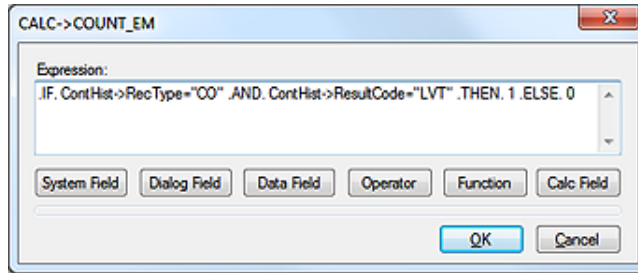 CALC->COUNT_EM
Expression:
.IF. ContHist->RecType="CO" .AND. ContHist->ResultCode="LVT" .THEN. 1 .ELSE. 0
System Field Dialog Field Data Field Operator Function Calc Field
OK Cancel